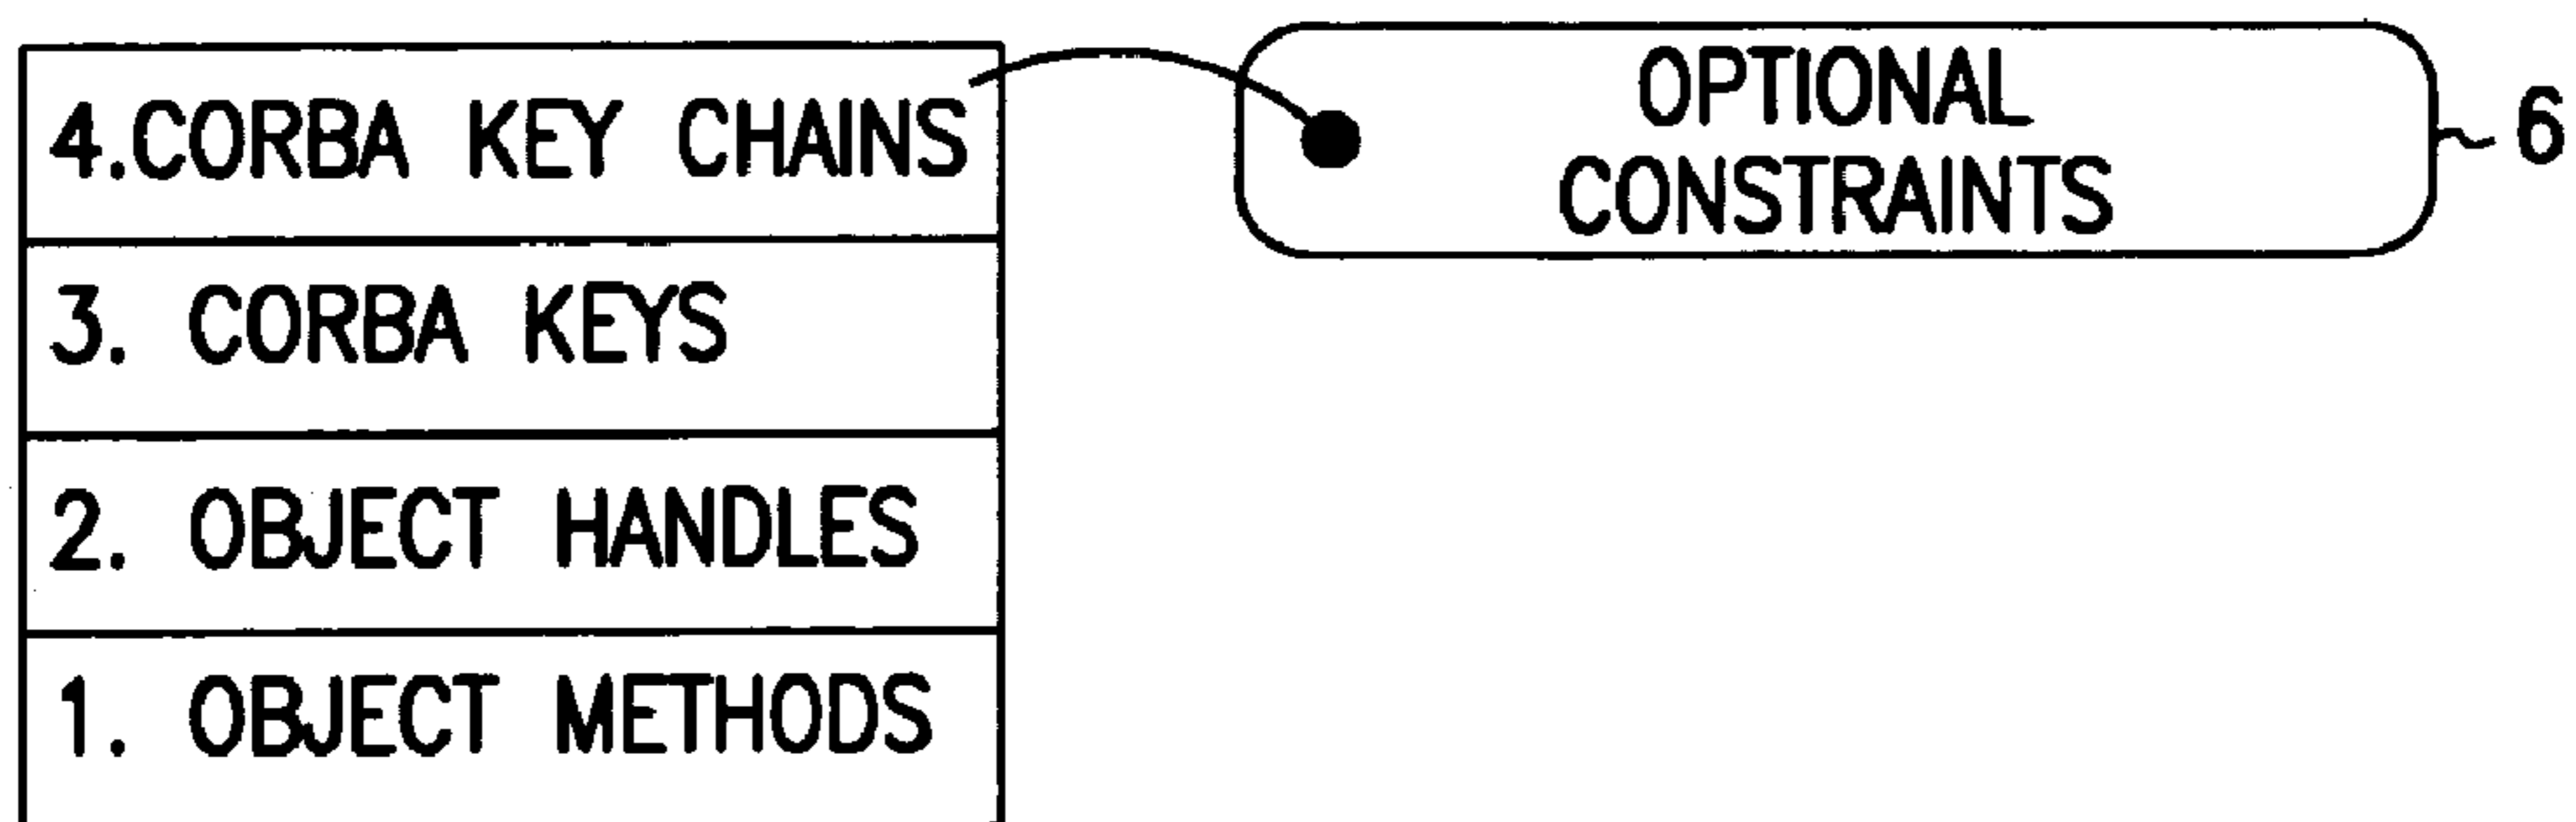 4.CORBA KEY CHAINS
OPTIONAL
CONSTRAINTS
6
3. CORBA KEYS
2. OBJECT HANDLES
1. OBJECT METHODS